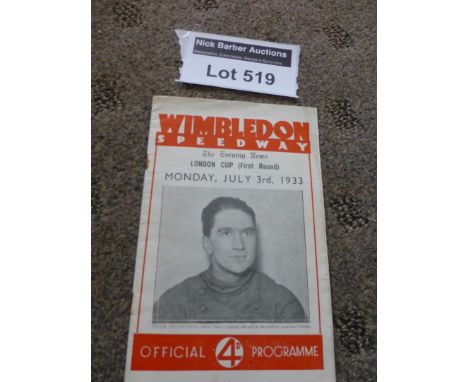 Nick Barber Auctions
Lot 519
WIMBLEDON
SPEEDWAY
The Evening News
LONDON CUP (First Round)
MONDAY, JULY 3rd, 1933
OFFICIAL 4D PROGRAMME